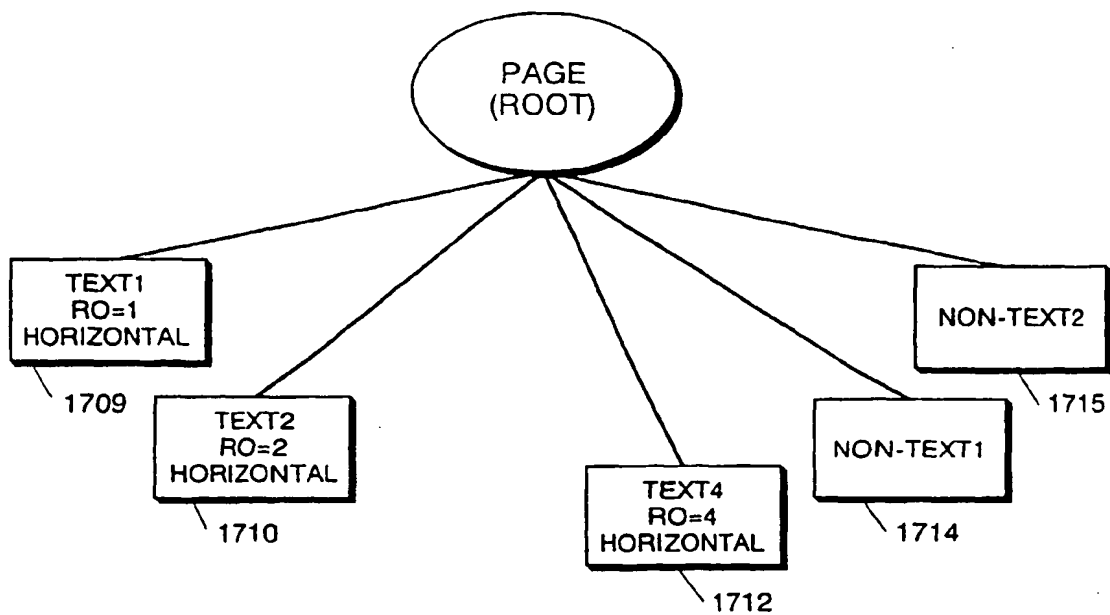 PAGE
(ROOT)
TEXT1
RO=1
HORIZONTAL
1709
TEXT2
RO=2
HORIZONTAL
1710
TEXT4
RO=4
HORIZONTAL
1712
NON-TEXT1
1714
NON-TEXT2
1715